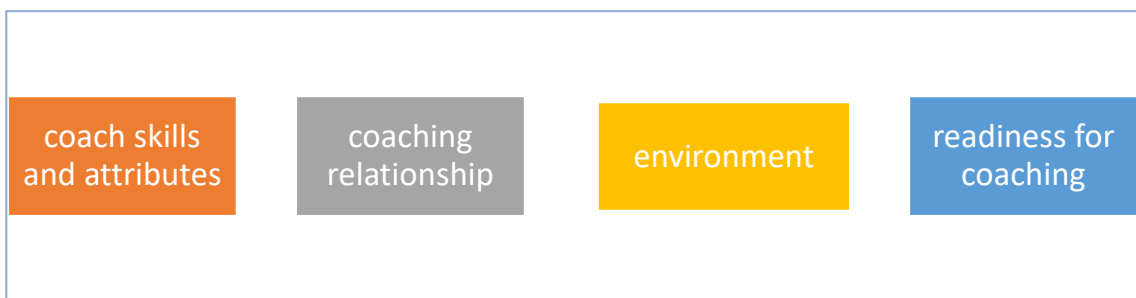 coach skills
and attributes
coaching
relationship
environment
readiness for
coaching